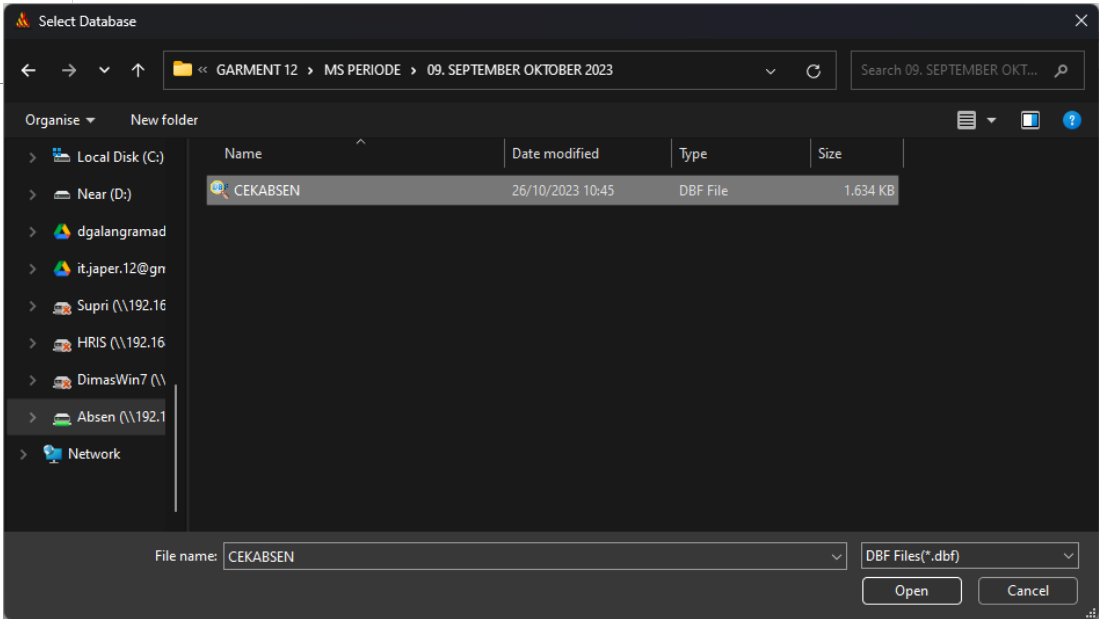 Select Database
« GARMENT 12 > MS PERIODE > 09. SEPTEMBER OKTOBER 2023
Search 09. SEPTEMBER OKT...
Organise
New folder
Name
Date modified
Type
Size
Local Disk (C:)
Near (D:)
dgalangramad
it.japer.12@gm
Supri (\\192.16
HRIS (\\192.16
DimasWin7 (\\
Absen (\\192.1
Network
CEKABSEN 26/10/2023 10:45 DBF File 1.634 KB
File name: CEKABSEN
DBF Files(*.dbf)
Open
Cancel